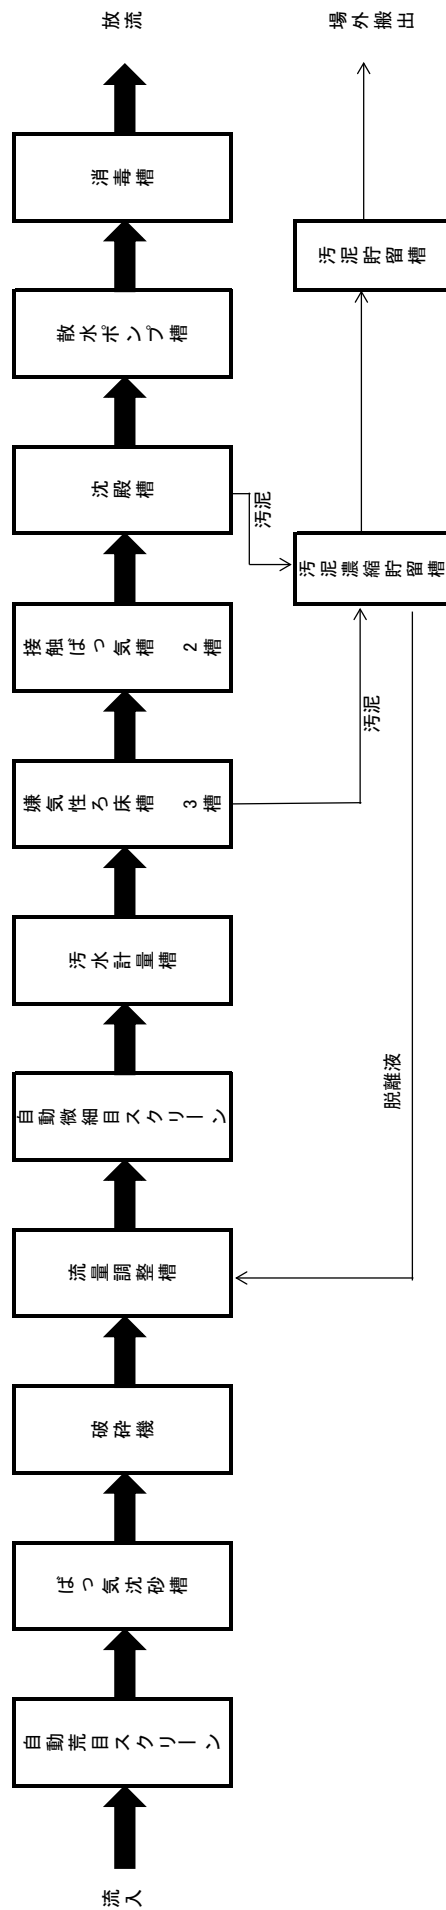 流入
自動荒目スクリーン
ばっ気沈砂槽
破砕機
流量調整槽
自動微細目スクリーン
汚水計量槽
嫌気性ろ床槽　3槽
接触ばっ気槽　2槽
沈殿槽
散水ポンプ槽
消毒槽
放流
汚泥
汚泥
脱離液
汚泥濃縮貯留槽
汚泥貯留槽
場外搬出